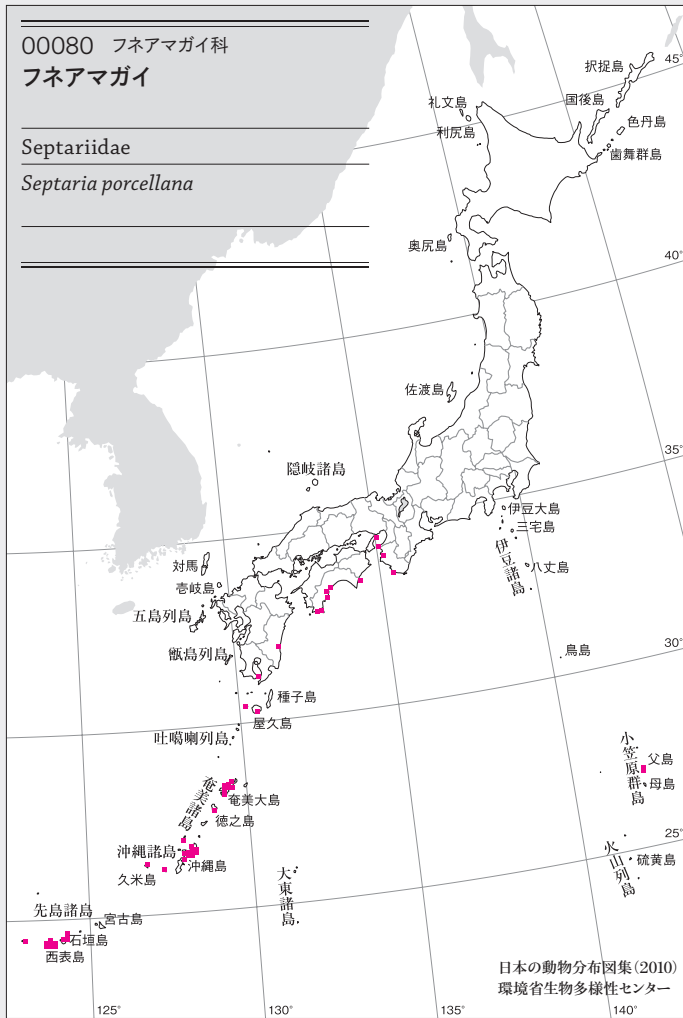 00080 フネアマガイ科
フネアマガイ
Septariidae
Septaria porcellana
択捉島
45°
国後島
礼文島
色丹島
利尻島
歯舞群島
奥尻島
40°
佐渡島
35°
隠岐諸島
伊豆大島
三宅島
伊豆諸島
八丈島
対馬
壱岐島
五島列島
甑島列島
鳥島
30°
種子島
屋久島
吐噶喇列島
小笠原群島
父島
母島
奄美諸島
奄美大島
徳之島
25°
火山列島
硫黄島
沖縄諸島
沖縄島
久米島
大東諸島
先島諸島
宮古島
石垣島
西表島
日本の動物分布図集(2010)
環境省生物多様性センター
125°
130°
135°
140°